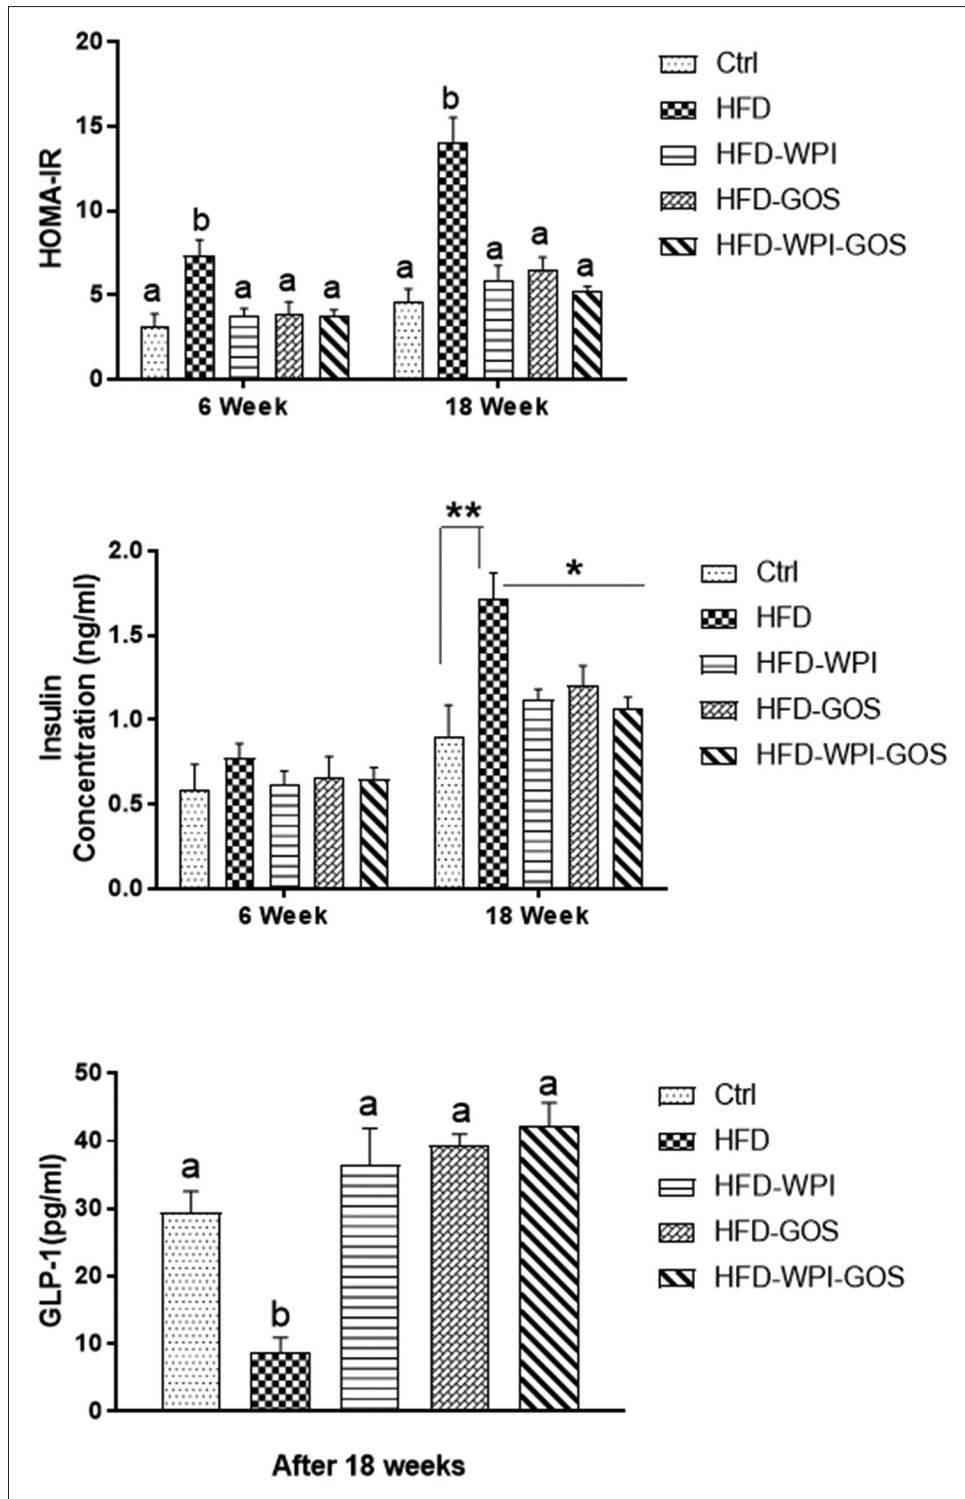 20
15
10
5
0
HOMA-IR
a b a a a
a b a a a
6 Week 18 Week
Ctrl
HFD
HFD-WPI
HFD-GOS
HFD-WPI-GOS
2.0
1.5
1.0
0.5
0.0
Insulin
Concentration (ng/ml)
** *
6 Week 18 Week
Ctrl
HFD
HFD-WPI
HFD-GOS
HFD-WPI-GOS
50
40
30
20
10
0
GLP-1(pg/ml)
a b a a a
After 18 weeks
Ctrl
HFD
HFD-WPI
HFD-GOS
HFD-WPI-GOS